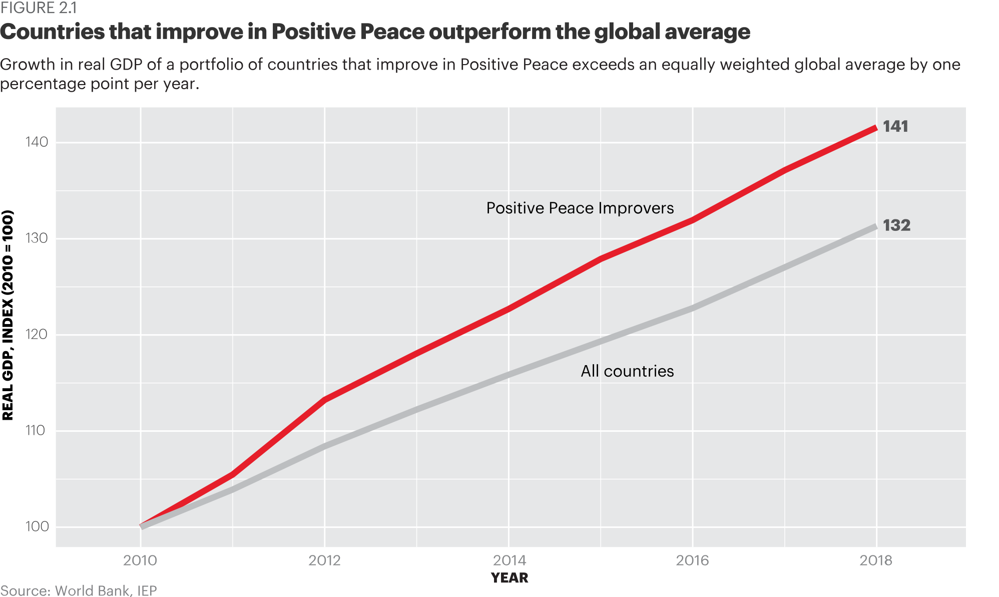 FIGURE 2.1
Countries that improve in Positive Peace outperform the global average
Growth in real GDP of a portfolio of countries that improve in Positive Peace exceeds an equally weighted global average by one
percentage point per year.
REAL GDP, INDEX (2010 = 100)
140
130
120
110
100
141
132
Positive Peace Improvers
All countries
2010
2012
2014
2016
2018
YEAR
Source: World Bank, IEP